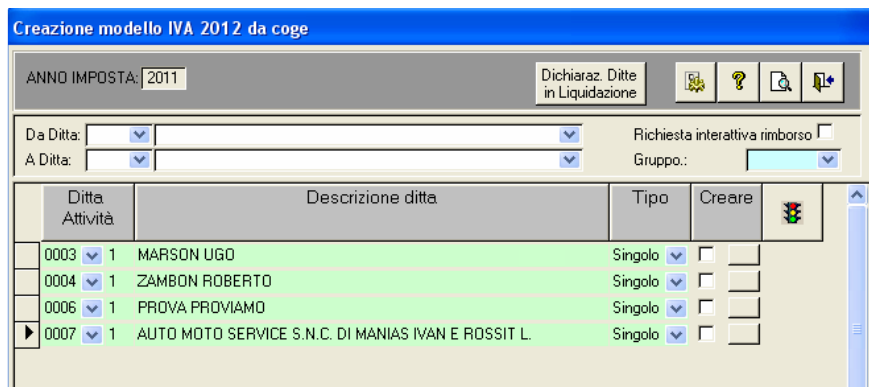 Creazione modello IVA 2012 da coge
ANNO IMPOSTA: 2011
Dichiaraz. Ditte
in Liquidazione
?
Da Ditta:
Richiesta interattiva rimborso
A Ditta:
Gruppo.:
Ditta
Attività
Descrizione ditta
Tipo
Creare
0003 1 MARSON UGO Singolo
0004 1 ZAMBON ROBERTO Singolo
0006 1 PROVA PROVIAMO Singolo
0007 1 AUTO MOTO SERVICE S.N.C. DI MANIAS IVAN E ROSSIT L. Singolo